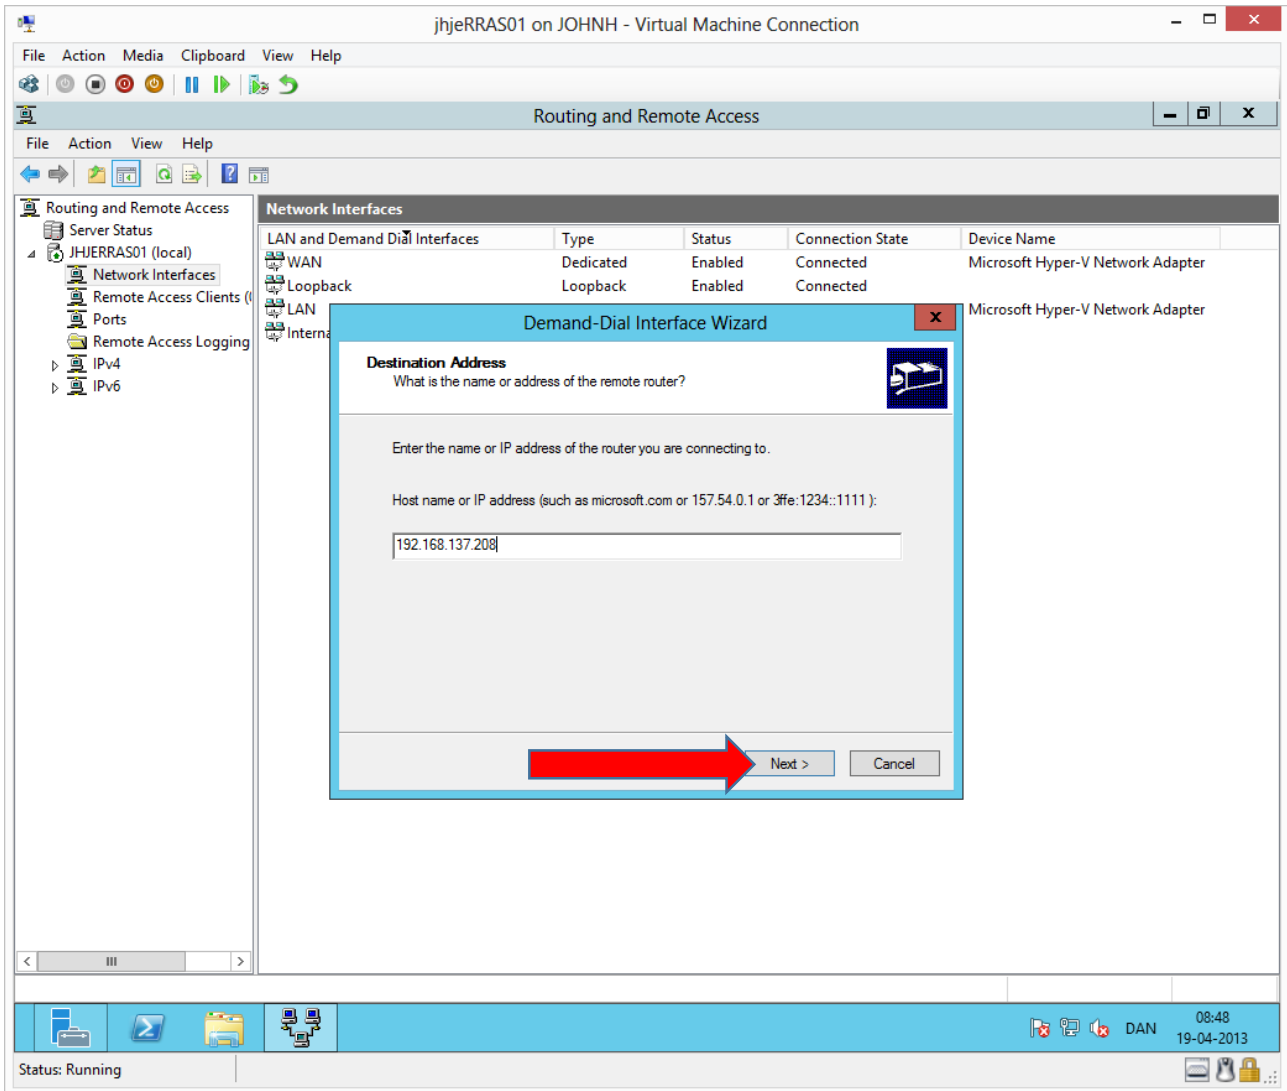 jhjeRRAS01 on JOHNH - Virtual Machine Connection
File Action Media Clipboard View Help
Routing and Remote Access
File Action View Help
Routing and Remote Access
Server Status
JHJERRAS01 (local)
Network Interfaces
Remote Access Clients (
Ports
Remote Access Logging
IPv4
IPv6
Network Interfaces
LAN and Demand Dial Interfaces Type Status Connection State Device Name
WAN Dedicated Enabled Connected Microsoft Hyper-V Network Adapter
Loopback Loopback Enabled Connected
LAN Microsoft Hyper-V Network Adapter
Interna
Demand-Dial Interface Wizard
Destination Address
What is the name or address of the remote router?
Enter the name or IP address of the router you are connecting to.
Host name or IP address (such as microsoft.com or 157.54.0.1 or 3ffe:1234::1111 ):
192.168.137.208
Next > Cancel
DAN
08:48
19-04-2013
Status: Running